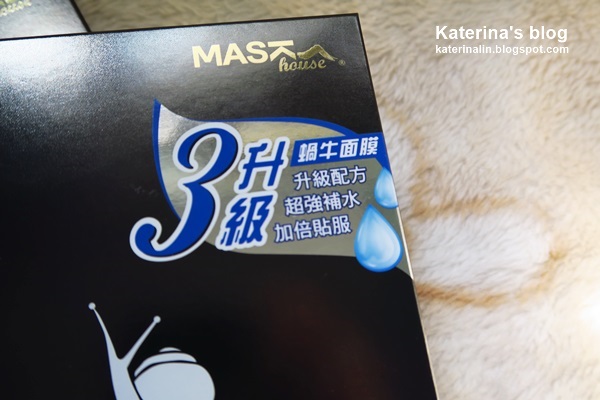 Katerina's blog
katerinalin.blogspot.com
MASK
house®
3升級
蝸牛面膜
升級配方
超強補水
加倍貼服